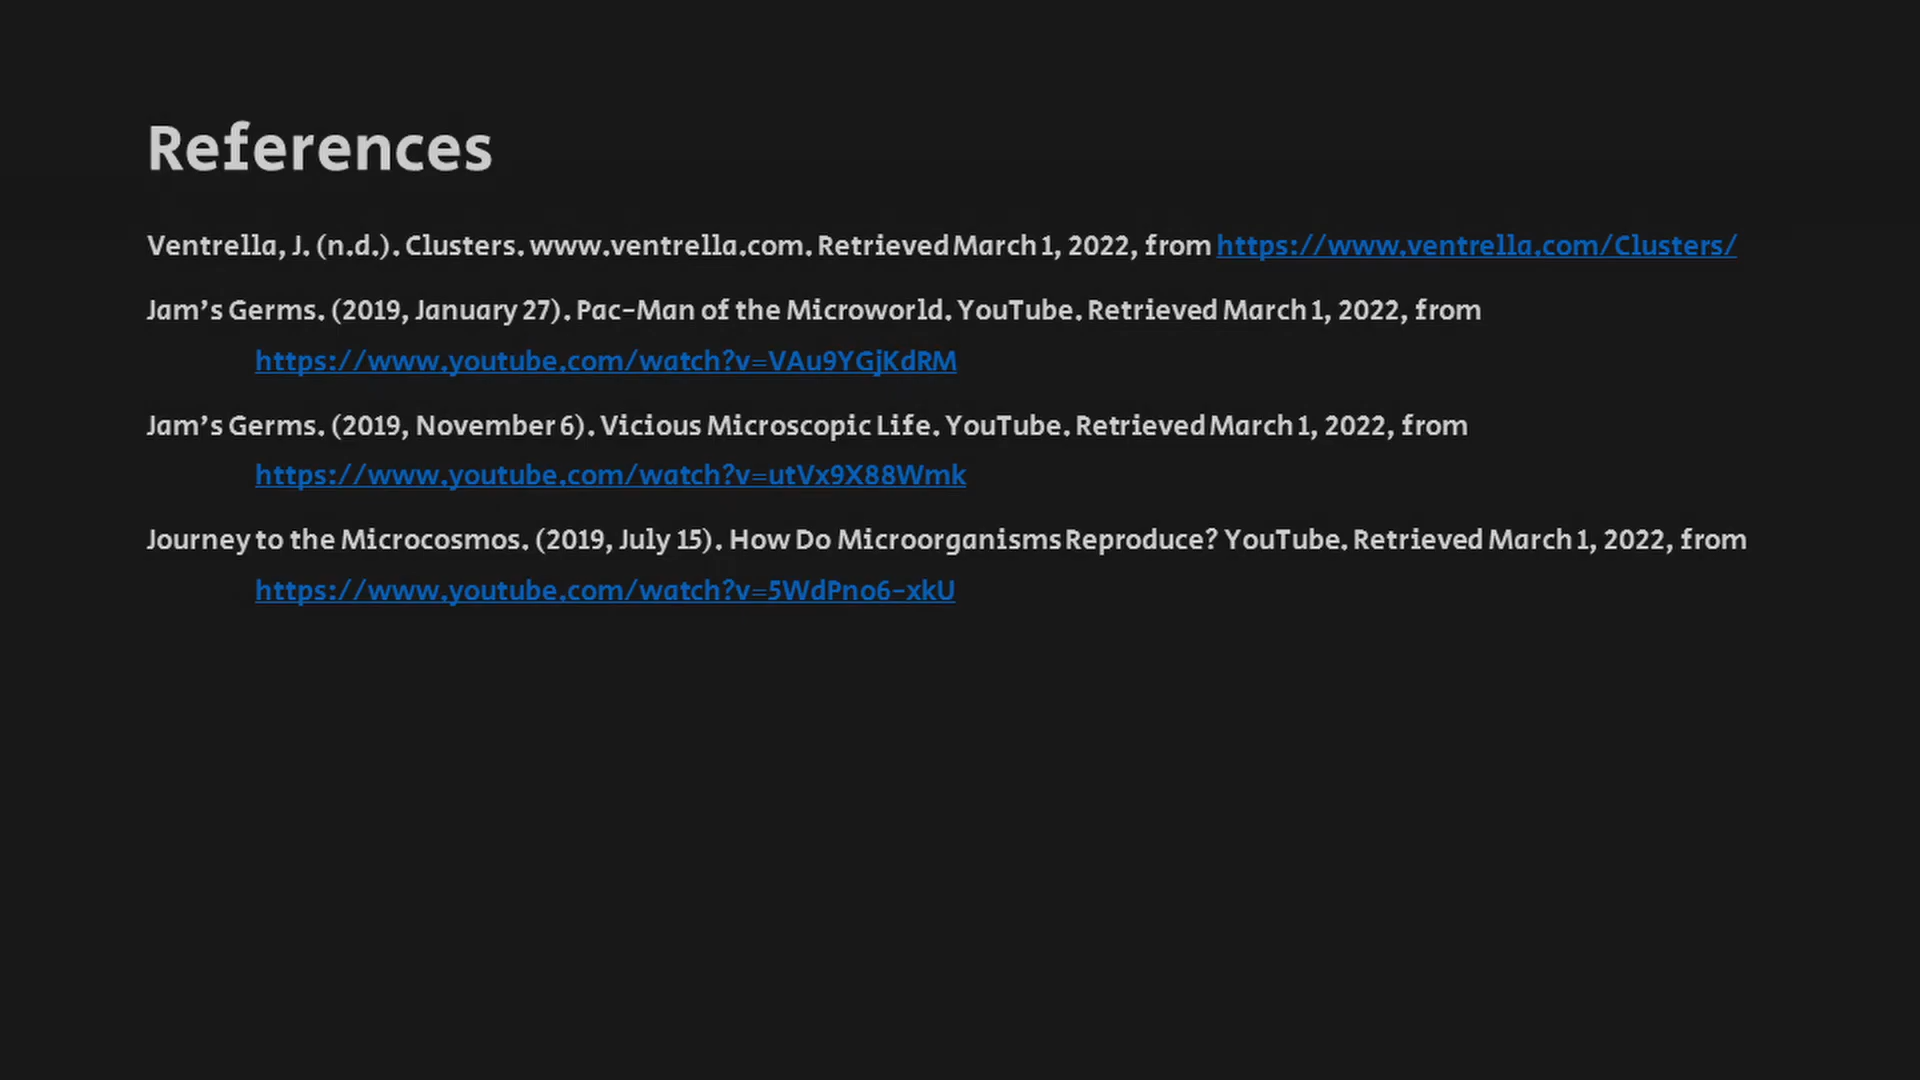 References
Ventrella, J. (n.d.). Clusters. www.ventrella.com. Retrieved March 1, 2022, from https://www.ventrella.com/Clusters/
Jam’s Germs. (2019, January 27). Pac-Man of the Microworld. YouTube. Retrieved March 1, 2022, from
https://www.youtube.com/watch?v=VAu9YGjKdRM
Jam’s Germs. (2019, November 6). Vicious Microscopic Life. YouTube. Retrieved March 1, 2022, from
https://www.youtube.com/watch?v=utVx9X88Wmk
Journey to the Microcosmos. (2019, July 15). How Do Microorganisms Reproduce? YouTube. Retrieved March 1, 2022, from
https://www.youtube.com/watch?v=5WdPno6-xkU